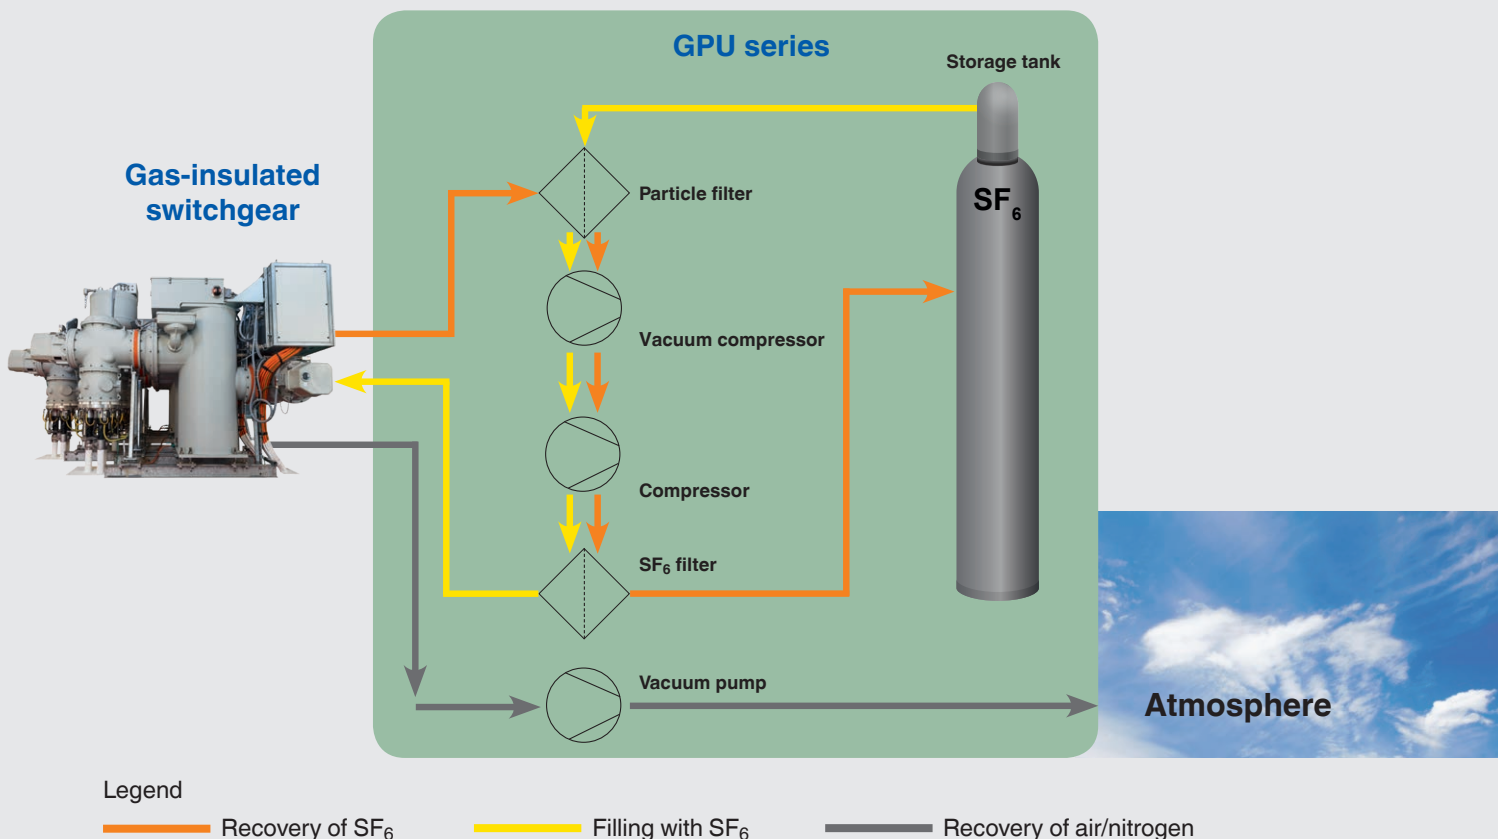 GPU series
Storage tank
Gas-insulated
switchgear
Particle filter
SF₆
Vacuum compressor
Compressor
SF₆ filter
Vacuum pump
Atmosphere
Legend
Recovery of SF₆
Filling with SF₆
Recovery of air/nitrogen